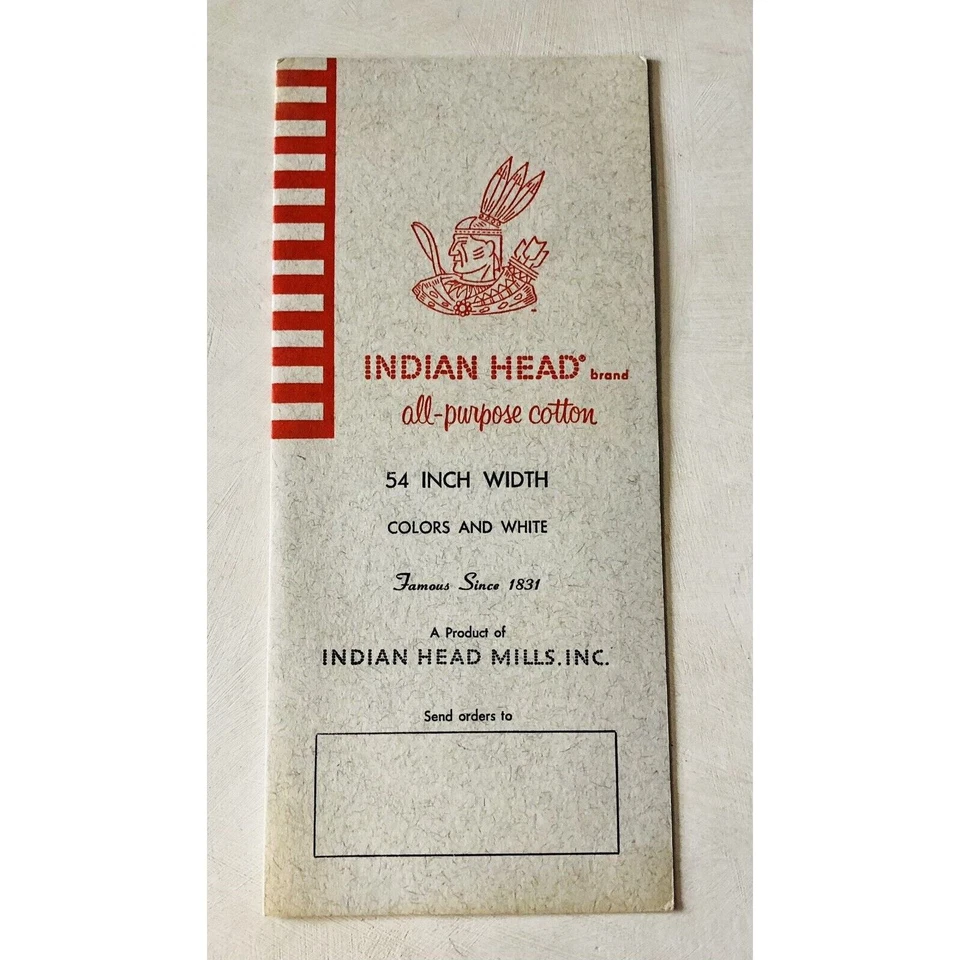 INDIAN HEAD® brand
all-purpose cotton
54 INCH WIDTH
COLORS AND WHITE
Famous Since 1831
A Product of
INDIAN HEAD MILLS, INC.
Send orders to